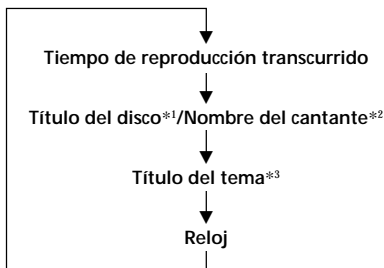 Tiempo de reproducción transcurrido
Título del disco*1/Nombre del cantante*2
Título del tema*3
Reloj